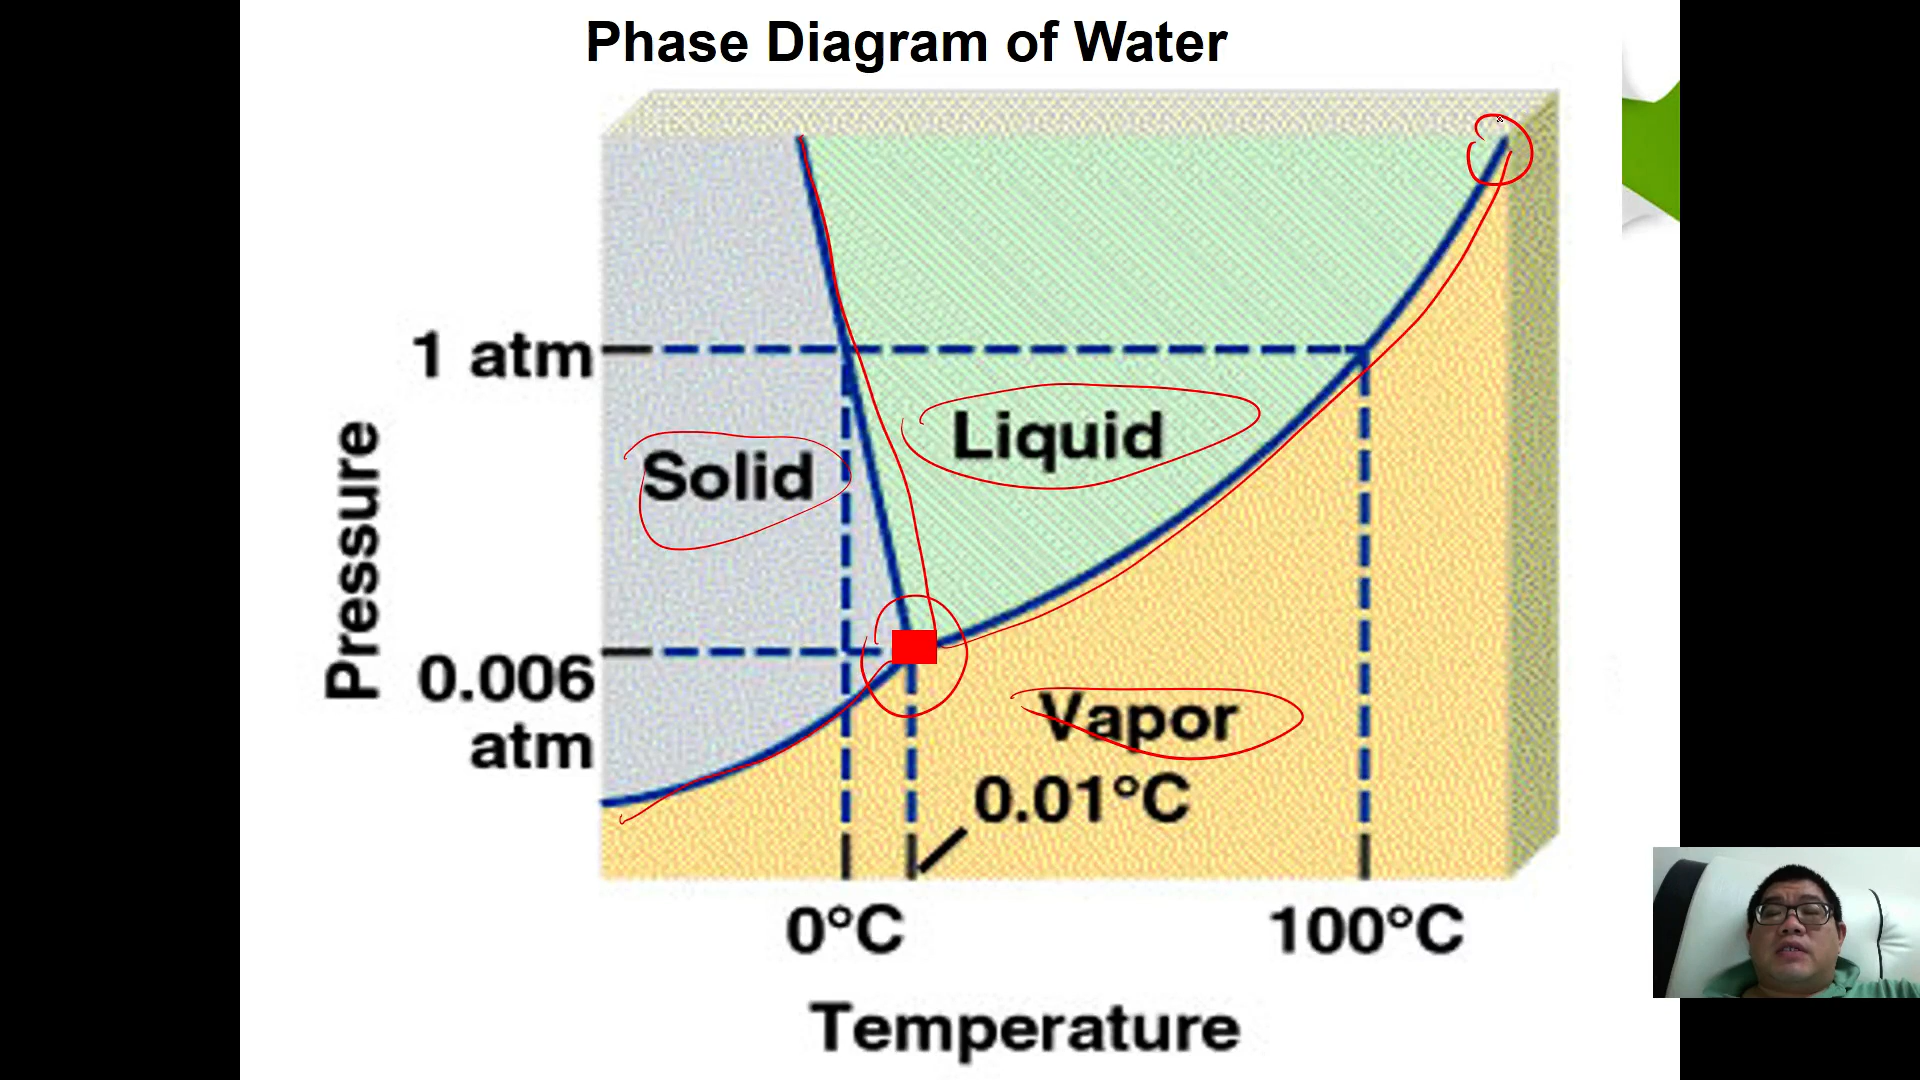 Phase Diagram of Water
1 atm
Liquid
Solid
Pressure
0.006
atm
Vapor
0.01°C
0°C
100°C
Temperature